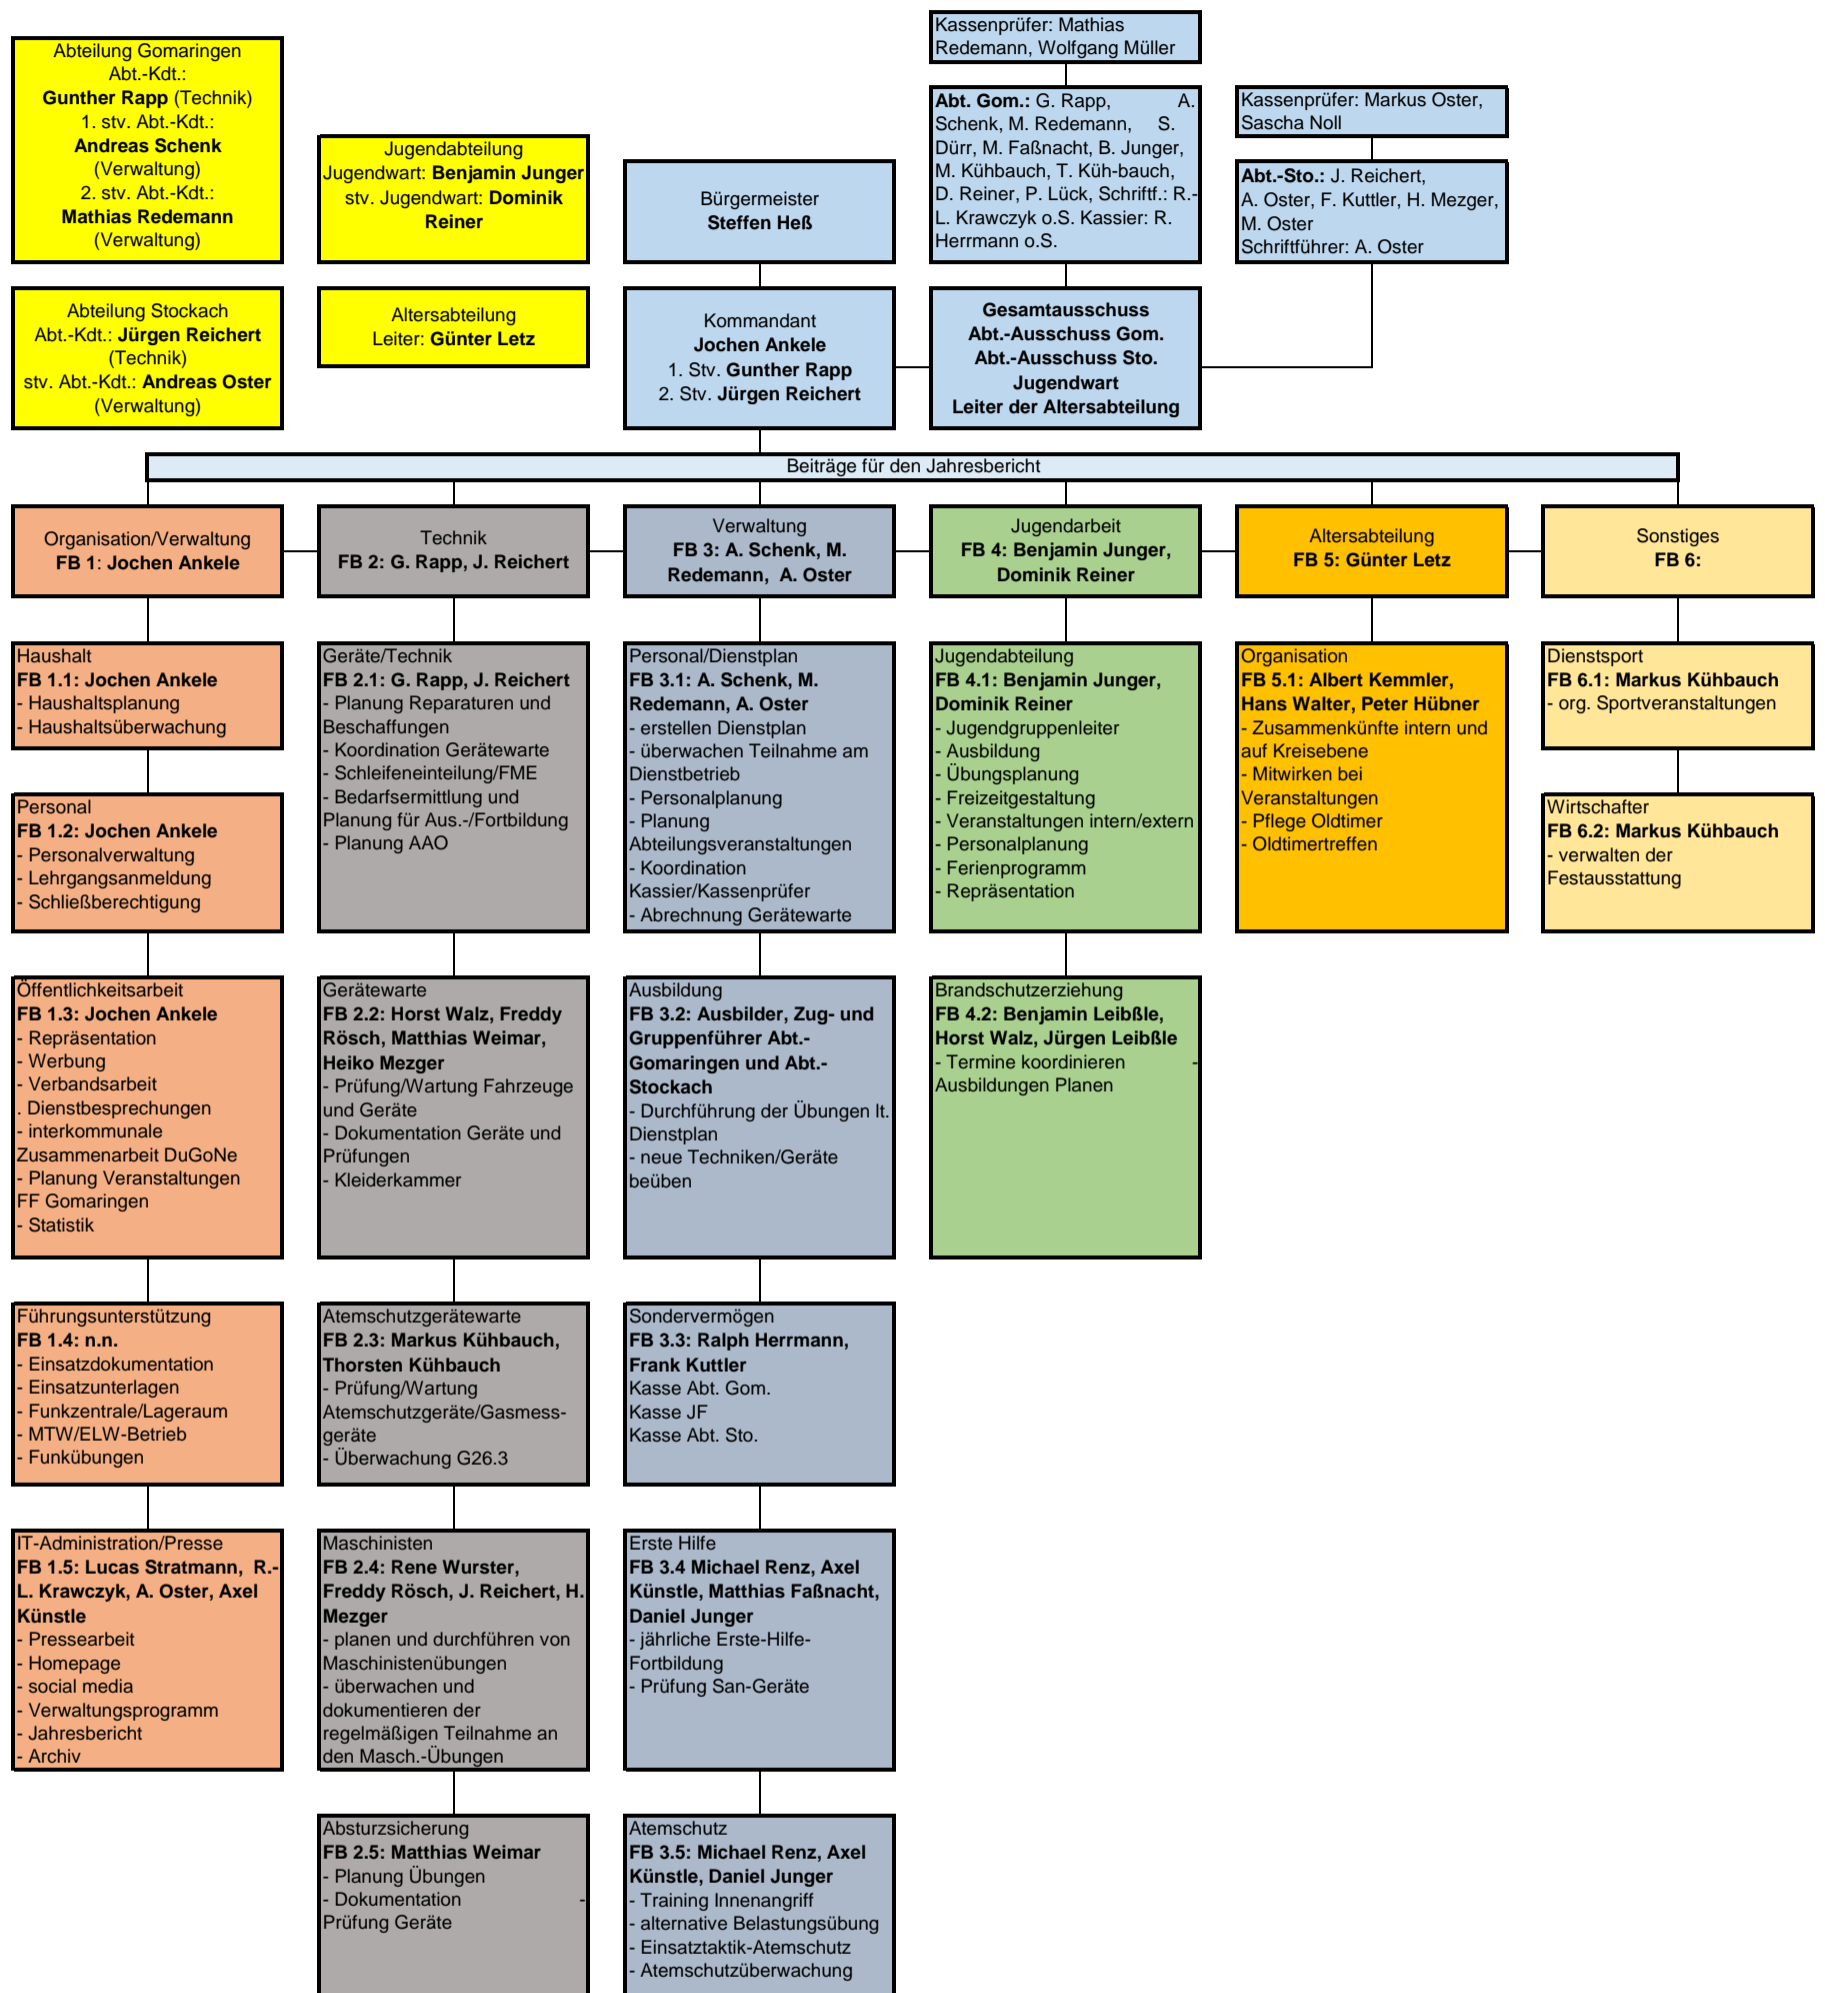 Abteilung Gomaringen
Abt.-Kdt.:
Gunther Rapp (Technik)
1. stv. Abt.-Kdt.:
Andreas Schenk
(Verwaltung)
2. stv. Abt.-Kdt.:
Mathias Redemann
(Verwaltung)
Jugendabteilung
Jugendwart: Benjamin Junger
stv. Jugendwart: Dominik
Reiner
Bürgermeister
Steffen Heß
Kassenprüfer: Mathias
Redemann, Wolfgang Müller
Abt. Gom.: G. Rapp, A.
Schenk, M. Redemann, S.
Dürr, M. Faßnacht, B. Junger,
M. Kühbauch, T. Küh-bauch,
D. Reiner, P. Lück, Schriftf.: R.-
L. Krawczyk o.S. Kassier: R.
Herrmann o.S.
Kassenprüfer: Markus Oster,
Sascha Noll
Abt.-Sto.: J. Reichert,
A. Oster, F. Kuttler, H. Mezger,
M. Oster
Schriftführer: A. Oster
Abteilung Stockach
Abt.-Kdt.: Jürgen Reichert
(Technik)
stv. Abt.-Kdt.: Andreas Oster
(Verwaltung)
Altersabteilung
Leiter: Günter Letz
Kommandant
Jochen Ankele
1. Stv. Gunther Rapp
2. Stv. Jürgen Reichert
Gesamtausschuss
Abt.-Ausschuss Gom.
Abt.-Ausschuss Sto.
Jugendwart
Leiter der Altersabteilung
Beiträge für den Jahresbericht
Organisation/Verwaltung
FB 1: Jochen Ankele
Technik
FB 2: G. Rapp, J. Reichert
Verwaltung
FB 3: A. Schenk, M.
Redemann, A. Oster
Jugendarbeit
FB 4: Benjamin Junger,
Dominik Reiner
Altersabteilung
FB 5: Günter Letz
Sonstiges
FB 6:
Haushalt
FB 1.1: Jochen Ankele
- Haushaltsplanung
- Haushaltsüberwachung
Personal
FB 1.2: Jochen Ankele
- Personalverwaltung
- Lehrgangsanmeldung
- Schließberechtigung
Öffentlichkeitsarbeit
FB 1.3: Jochen Ankele
- Repräsentation
- Werbung
- Verbandsarbeit
. Dienstbesprechungen
- interkommunale
Zusammenarbeit DuGoNe
- Planung Veranstaltungen
FF Gomaringen
- Statistik
Führungsunterstützung
FB 1.4: n.n.
- Einsatzdokumentation
- Einsatzunterlagen
- Funkzentrale/Lageraum
- MTW/ELW-Betrieb
- Funkübungen
IT-Administration/Presse
FB 1.5: Lucas Stratmann, R.-
L. Krawczyk, A. Oster, Axel
Künstle
- Pressearbeit
- Homepage
- social media
- Verwaltungsprogramm
- Jahresbericht
- Archiv
Geräte/Technik
FB 2.1: G. Rapp, J. Reichert
- Planung Reparaturen und
Beschaffungen
- Koordination Gerätewarte
- Schleifeneinteilung/FME
- Bedarfsermittlung und
Planung für Aus.-/Fortbildung
- Planung AAO
Gerätewarte
FB 2.2: Horst Walz, Freddy
Rösch, Matthias Weimar,
Heiko Mezger
- Prüfung/Wartung Fahrzeuge
und Geräte
- Dokumentation Geräte und
Prüfungen
- Kleiderkammer
Atemschutzgerätewarte
FB 2.3: Markus Kühbauch,
Thorsten Kühbauch
- Prüfung/Wartung
Atemschutzgeräte/Gasmess-
geräte
- Überwachung G26.3
Maschinisten
FB 2.4: Rene Wurster,
Freddy Rösch, J. Reichert, H.
Mezger
- planen und durchführen von
Maschinistenübungen
- überwachen und
dokumentieren der
regelmäßigen Teilnahme an
den Masch.-Übungen
Absturzsicherung
FB 2.5: Matthias Weimar
- Planung Übungen
- Dokumentation -
Prüfung Geräte
Personal/Dienstplan
FB 3.1: A. Schenk, M.
Redemann, A. Oster
- erstellen Dienstplan
- überwachen Teilnahme am
Dienstbetrieb
- Personalplanung
- Planung
Abteilungsveranstaltungen
- Koordination
Kassier/Kassenprüfer
- Abrechnung Gerätewarte
Ausbildung
FB 3.2: Ausbilder, Zug- und
Gruppenführer Abt.-
Gomaringen und Abt.-
Stockach
- Durchführung der Übungen lt.
Dienstplan
- neue Techniken/Geräte
beüben
Sondervermögen
FB 3.3: Ralph Herrmann,
Frank Kuttler
Kasse Abt. Gom.
Kasse JF
Kasse Abt. Sto.
Erste Hilfe
FB 3.4 Michael Renz, Axel
Künstle, Matthias Faßnacht,
Daniel Junger
- jährliche Erste-Hilfe-
Fortbildung
- Prüfung San-Geräte
Atemschutz
FB 3.5: Michael Renz, Axel
Künstle, Daniel Junger
- Training Innenangriff
- alternative Belastungsübung
- Einsatztaktik-Atemschutz
- Atemschutzüberwachung
Jugendabteilung
FB 4.1: Benjamin Junger,
Dominik Reiner
- Jugendgruppenleiter
- Ausbildung
- Übungsplanung
- Freizeitgestaltung
- Veranstaltungen intern/extern
- Personalplanung
- Ferienprogramm
- Repräsentation
Brandschutzerziehung
FB 4.2: Benjamin Leibßle,
Horst Walz, Jürgen Leibßle
- Termine koordinieren -
Ausbildungen Planen
Organisation
FB 5.1: Albert Kemmler,
Hans Walter, Peter Hübner
- Zusammenkünfte intern und
auf Kreisebene
- Mitwirken bei
Veranstaltungen
- Pflege Oldtimer
- Oldtimertreffen
Dienstsport
FB 6.1: Markus Kühbauch
- org. Sportveranstaltungen
Wirtschafter
FB 6.2: Markus Kühbauch
- verwalten der
Festausstattung